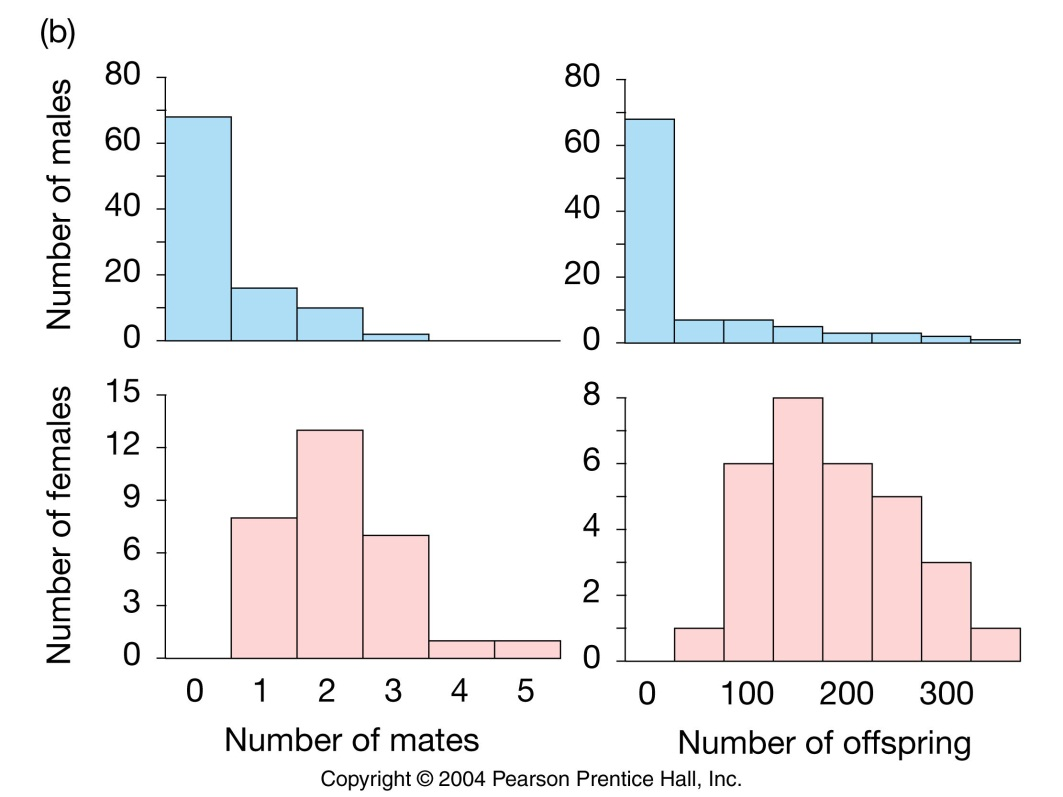 (b)
Number of males
80
60
40
20
0
80
60
40
20
0
Number of females
15
12
9
6
3
0
0 1 2 3 4 5
Number of mates
8
6
4
2
0
0 100 200 300
Number of offspring
Copyright © 2004 Pearson Prentice Hall, Inc.